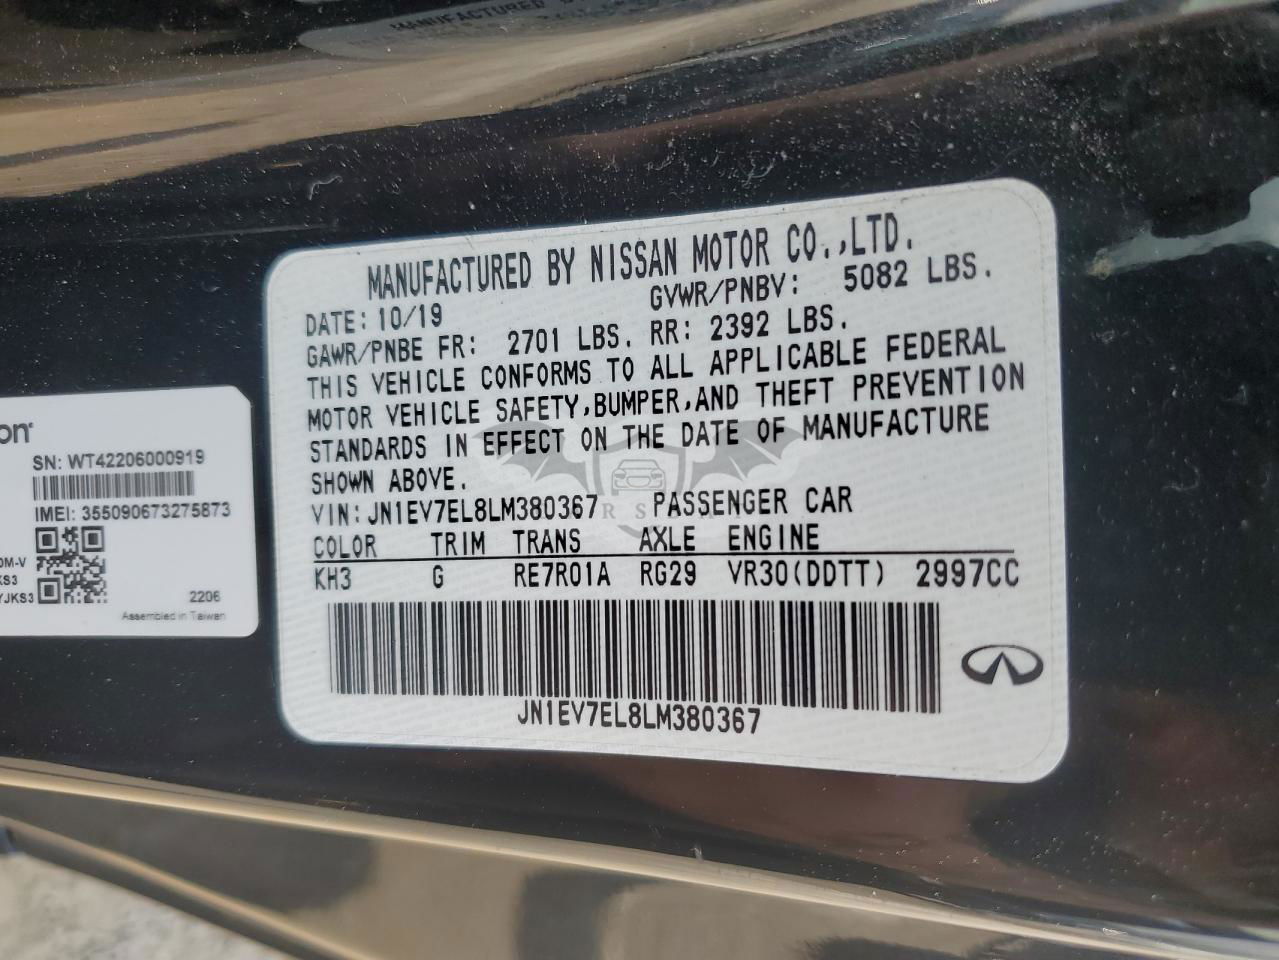 MANUFACTURED
MANUFACTURED BY NISSAN MOTOR CO.,LTD.
DATE: 10/19 GVWR/PNBV: 5082 LBS.
GAWR/PNBE FR: 2701 LBS. RR: 2392 LBS.
THIS VEHICLE CONFORMS TO ALL APPLICABLE FEDERAL
MOTOR VEHICLE SAFETY,BUMPER,AND THEFT PREVENTION
STANDARDS IN EFFECT ON THE DATE OF MANUFACTURE
SHOWN ABOVE.
VIN: JN1EV7EL8LM380367 PASSENGER CAR
COLOR TRIM TRANS AXLE ENGINE
KH3 G RE7R01A RG29 VR30(DDTT) 2997CC
JN1EV7EL8LM380367
on
SN: WT42206000919
IMEI: 355090673275873
2206
Assembled in Taiwan